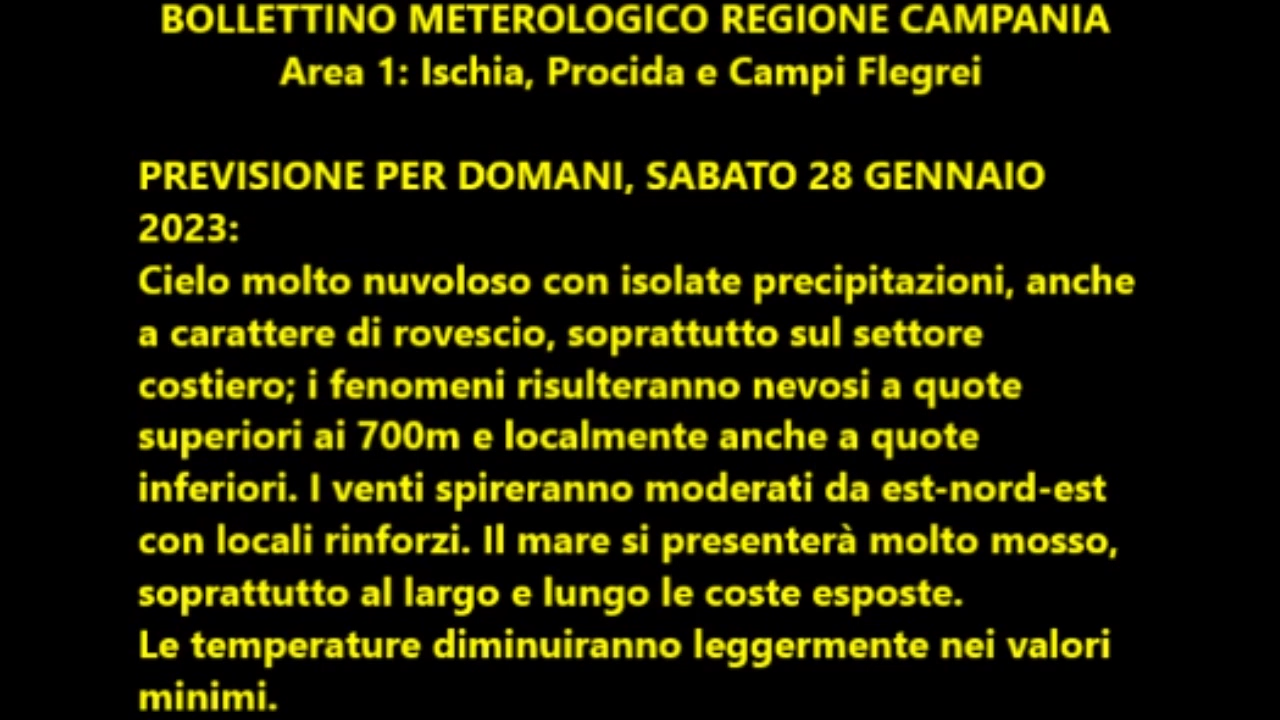 BOLLETTINO METEROLOGICO REGIONE CAMPANIA
Area 1: Ischia, Procida e Campi Flegrei
PREVISIONE PER DOMANI, SABATO 28 GENNAIO
2023:
Cielo molto nuvoloso con isolate precipitazioni, anche
a carattere di rovescio, soprattutto sul settore
costiero; i fenomeni risulteranno nevosi a quote
superiori ai 700m e localmente anche a quote
inferiori. I venti spireranno moderati da est-nord-est
con locali rinforzi. Il mare si presenterà molto mosso,
soprattutto al largo e lungo le coste esposte.
Le temperature diminuiranno leggermente nei valori
minimi.